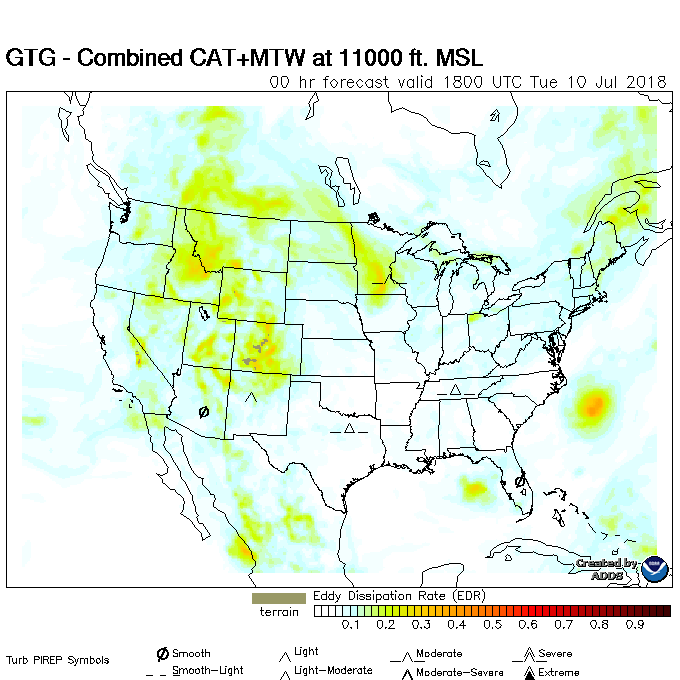 GTG - Combined CAT+MTW at 11000 ft. MSL
00 hr forecast valid 1800 UTC Tue 10 Jul 2018
Created by
ADDS
terrain
Eddy Dissipation Rate (EDR)
0.1 0.2 0.3 0.4 0.5 0.6 0.7 0.8 0.9
Turb PIREP Symbols
Smooth
Light
Moderate
Severe
Smooth-Light
Light-Moderate
Moderate-Severe
Extreme